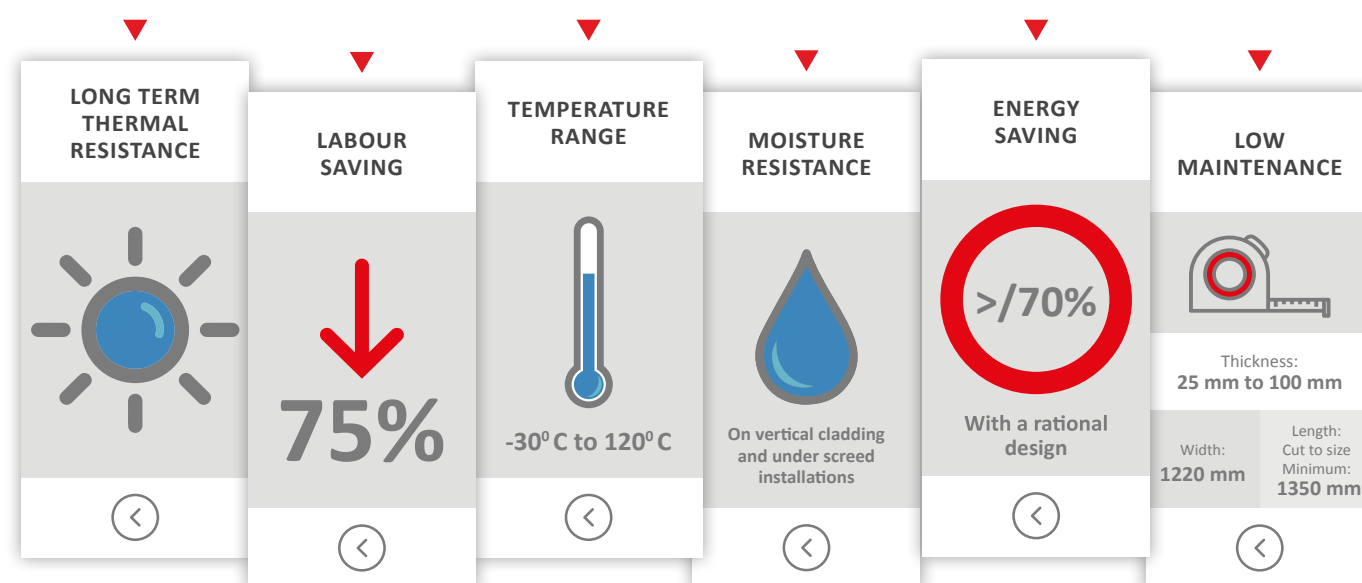 LONG TERM
THERMAL
RESISTANCE
LABOUR
SAVING
75%
TEMPERATURE
RANGE
-30⁰ C to 120⁰ C
MOISTURE
RESISTANCE
On vertical cladding
and under screed
installations
ENERGY
SAVING
>/70%
With a rational
design
LOW
MAINTENANCE
Thickness:
25 mm to 100 mm
Width:
1220 mm
Length:
Cut to size
Minimum:
1350 mm